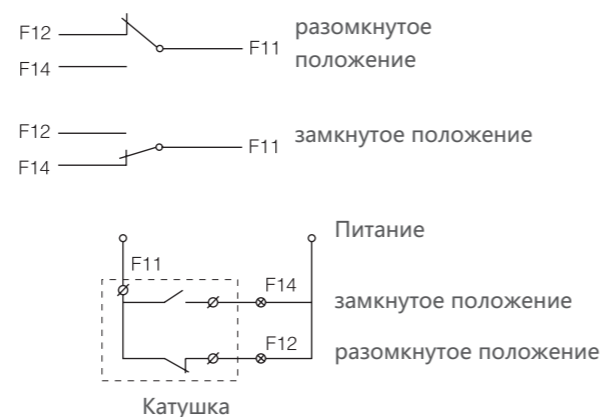 F12
F14
F11
разомкнутое
положение
F12
F14
F11
замкнутое положение
Питание
F11
F14
замкнутое положение
F12
разомкнутое положение
Катушка